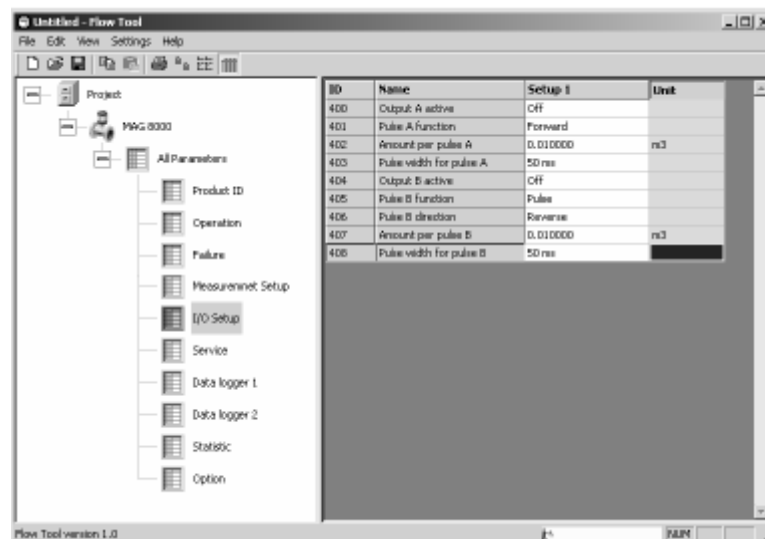 Untitled - Flow Tool
File Edit View Settings Help
Project
MAG 8000
All Parameters
Product ID
Operation
Failure
Measuremnet Setup
I/O Setup
Service
Data logger 1
Data logger 2
Statistic
Option
ID Name Setup 1 Unit
400 Output A active Off
401 Pulse A function Forward
402 Amount per pulse A 0.010000 m3
403 Pulse width for pulse A 50 ms
404 Output B active Off
405 Pulse B function Pulse
406 Pulse B direction Reverse
407 Amount per pulse B 0.010000 m3
408 Pulse width for pulse B 50 ms
Flow Tool version 1.0
NUM